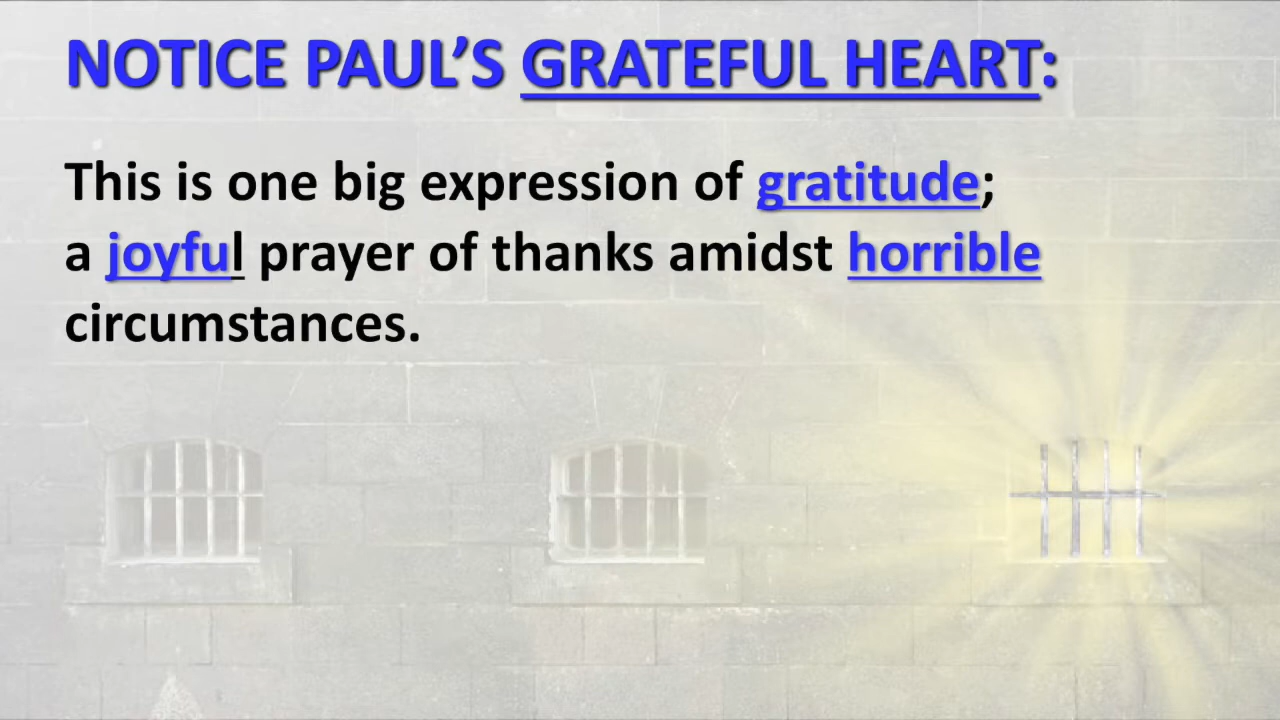 NOTICE PAUL’S GRATEFUL HEART:
This is one big expression of gratitude;
a joyful prayer of thanks amidst horrible
circumstances.